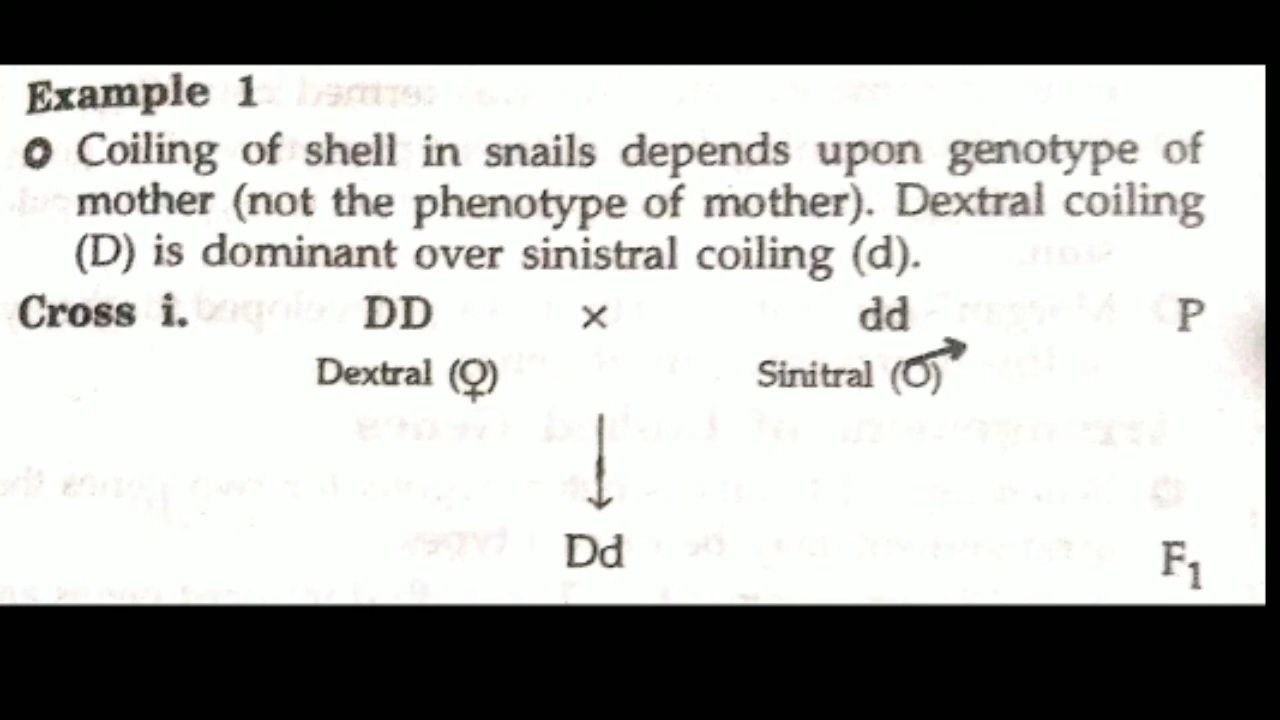 Example 1
Coiling of shell in snails depends upon genotype of
mother (not the phenotype of mother). Dextral coiling
(D) is dominant over sinistral coiling (d).
Cross i. DD × dd P
Dextral (♀) Sinitral (♂)
Dd F₁